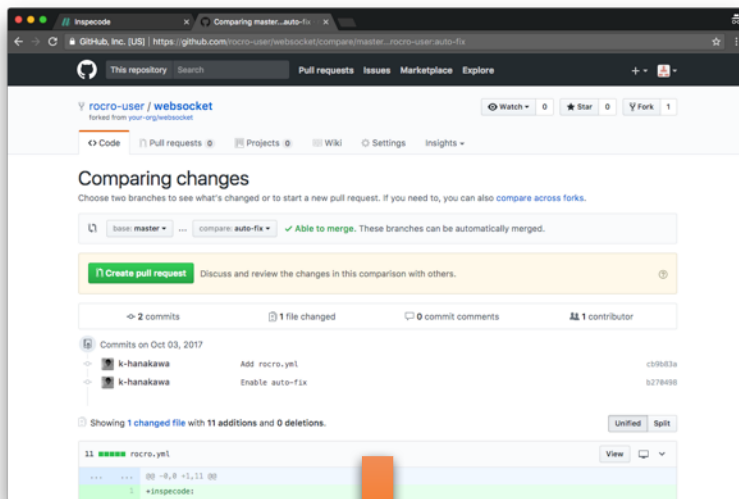 Inspecode
Comparing master...auto-fix
GitHub, Inc. [US] | https://github.com/rocro-user/websocket/compare/master...rocro-user:auto-fix
This repository Search Pull requests Issues Marketplace Explore
rocro-user / websocket
forked from your-org/websocket
Watch 0 Star 0 Fork 1
Code Pull requests 0 Projects 0 Wiki Settings Insights
Comparing changes
Choose two branches to see what's changed or to start a new pull request. If you need to, you can also compare across forks.
base: master ... compare: auto-fix ✓ Able to merge. These branches can be automatically merged.
Create pull request Discuss and review the changes in this comparison with others.
2 commits 1 file changed 0 commit comments 1 contributor
Commits on Oct 03, 2017
k-hanakawa Add rocro.yml cb9b83a
k-hanakawa Enable auto-fix b270498
Showing 1 changed file with 11 additions and 0 deletions. Unified Split
11 rocro.yml View
... ... @@ -0,0 +1,11 @@
1 +inspecode: